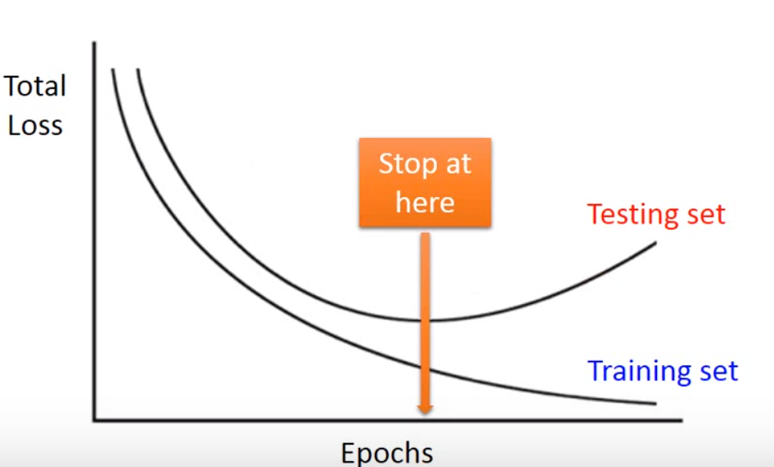 Total
Loss
Stop at
here
Testing set
Training set
Epochs